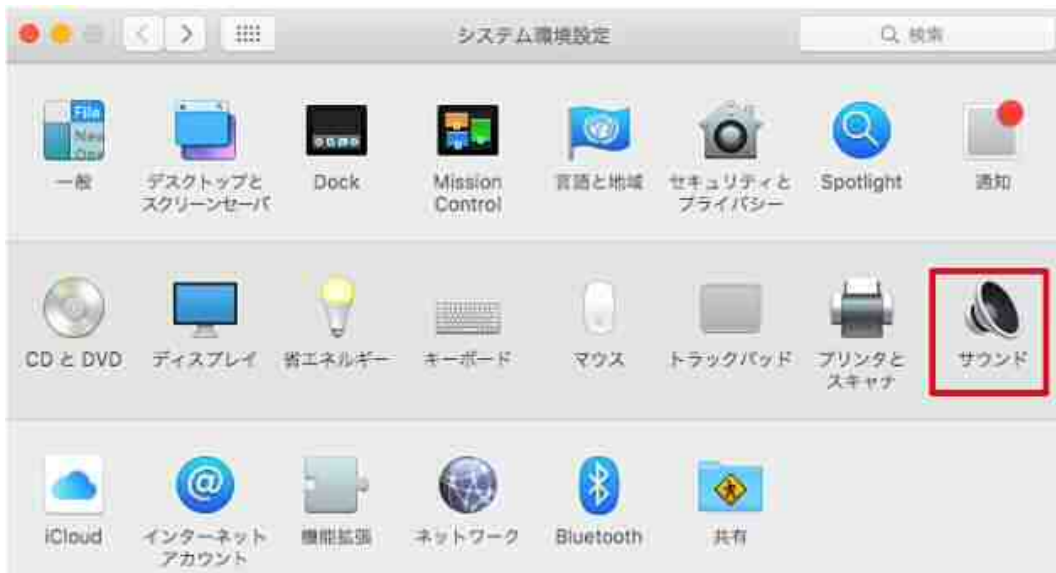 システム環境設定
検索
File
New
一般
デスクトップと
スクリーンセーバ
Dock
Mission
Control
言語と地域
セキュリティと
プライバシー
Spotlight
通知
CD と DVD
ディスプレイ
省エネルギー
キーボード
マウス
トラックパッド
プリンタと
スキャナ
サウンド
iCloud
@
インターネット
アカウント
機能拡張
ネットワーク
Bluetooth
共有